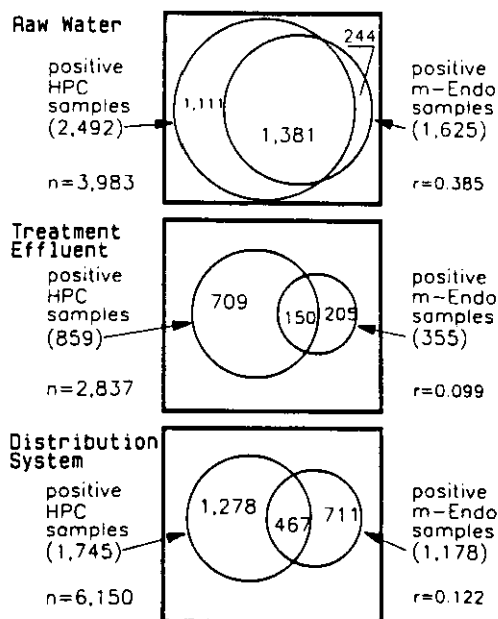 Raw Water
positive
HPC
samples
(2,492)
n=3,983
1,111
1,381
244
positive
m-Endo
samples
(1,625)
r=0.385
Treatment
Effluent
positive
HPC
samples
(859)
n=2,837
709
150
205
positive
m-Endo
samples
(355)
r=0.099
Distribution
System
positive
HPC
samples
(1,745)
n=6,150
1,278
467
711
positive
m-Endo
samples
(1,178)
r=0.122